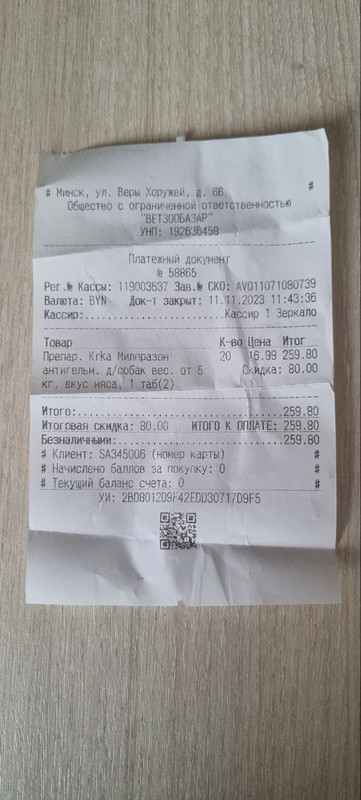 # Минск, ул. Веры Хоружей, д. 6В #
Общество с ограниченной ответственностью
"ВЕТЗООБАЗАР"
УНП: 192636458
Платежный документ
№ 58865
Рег.№ Кассы: 119003637 Зав.№ СКО: AV011071080739
Валюта: BYN Док-т закрыт: 11.11.2023 11:43:36
Кассир:..........................Кассир 1 Зеркало
Товар К-во Цена Итог
Препар. Krka Милпразон 20 16.99 259.80
антигельм. д/собак вес. от 5 Скидка: 80.00
кг, вкус мяса, 1 таб(2)
Итого:.............................................259.80
Итоговая скидка: 80.00 ИТОГО К ОПЛАТЕ: 259.80
Безналичными:......................................259.80
# Клиент: SA345006 (номер карты) #
# Начислено баллов за покупку: 0 #
# Текущий баланс счета: 0 #
УИ: 2BD8012D9F42EDD30717D9F5